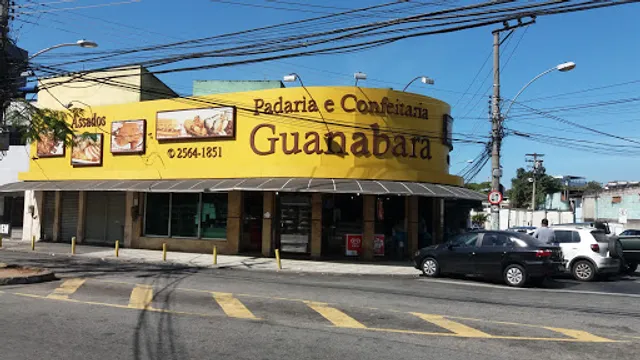 Assados
Padaria e Confeitaria
Guanabara
2564-1851